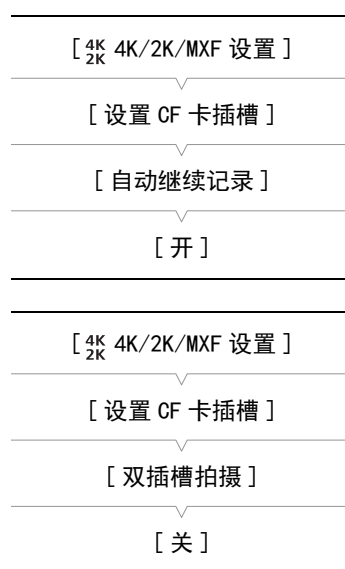 [ 4K 2K 4K/2K/MXF 设置 ]
[ 设置 CF 卡插槽 ]
[ 自动继续记录 ]
[ 开 ]
[ 4K 2K 4K/2K/MXF 设置 ]
[ 设置 CF 卡插槽 ]
[ 双插槽拍摄 ]
[ 关 ]